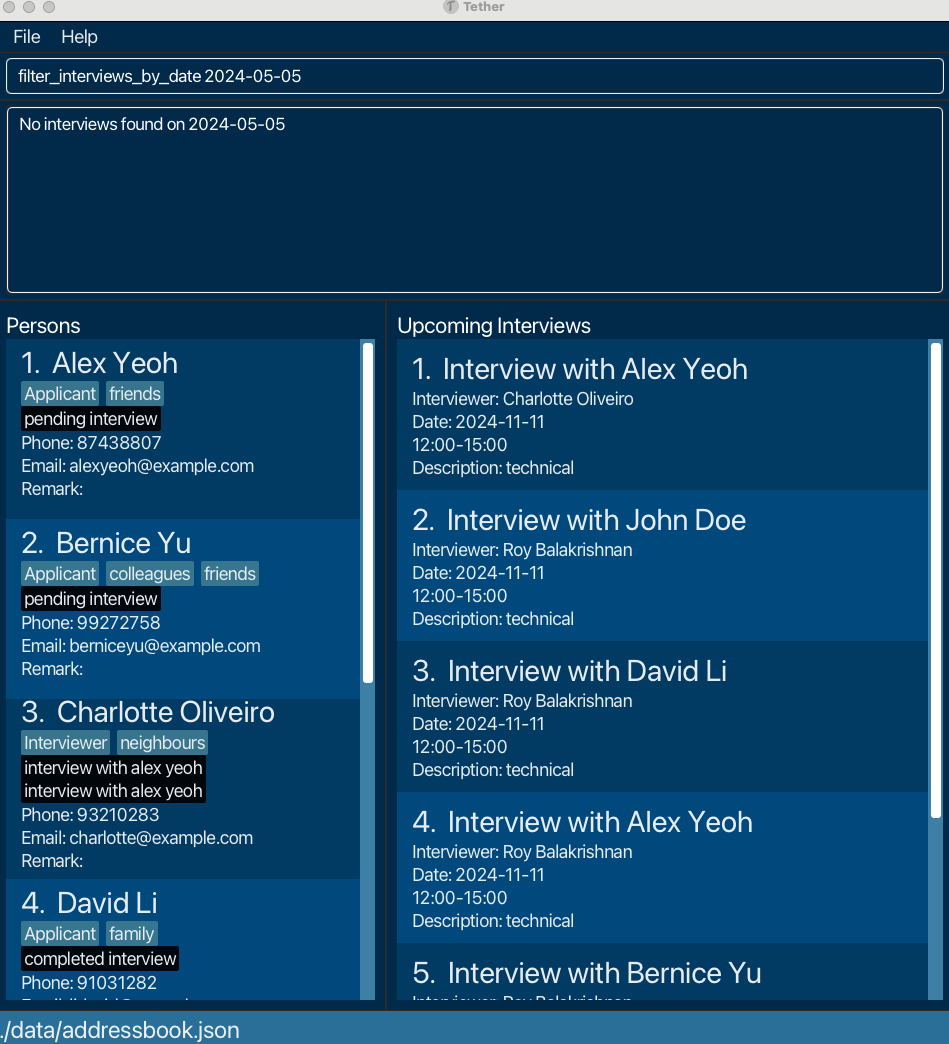 Tether
File Help
filter_interviews_by_date 2024-05-05
No interviews found on 2024-05-05
Persons
1. Alex Yeoh
Applicant friends
pending interview
Phone: 87438807
Email: alexyeoh@example.com
Remark:
2. Bernice Yu
Applicant colleagues friends
pending interview
Phone: 99272758
Email: berniceyu@example.com
Remark:
3. Charlotte Oliveiro
Interviewer neighbours
interview with alex yeoh
interview with alex yeoh
Phone: 93210283
Email: charlotte@example.com
Remark:
4. David Li
Applicant family
completed interview
Phone: 91031282
Upcoming Interviews
1. Interview with Alex Yeoh
Interviewer: Charlotte Oliveiro
Date: 2024-11-11
12:00-15:00
Description: technical
2. Interview with John Doe
Interviewer: Roy Balakrishnan
Date: 2024-11-11
12:00-15:00
Description: technical
3. Interview with David Li
Interviewer: Roy Balakrishnan
Date: 2024-11-11
12:00-15:00
Description: technical
4. Interview with Alex Yeoh
Interviewer: Roy Balakrishnan
Date: 2024-11-11
12:00-15:00
Description: technical
5. Interview with Bernice Yu
./data/addressbook.json